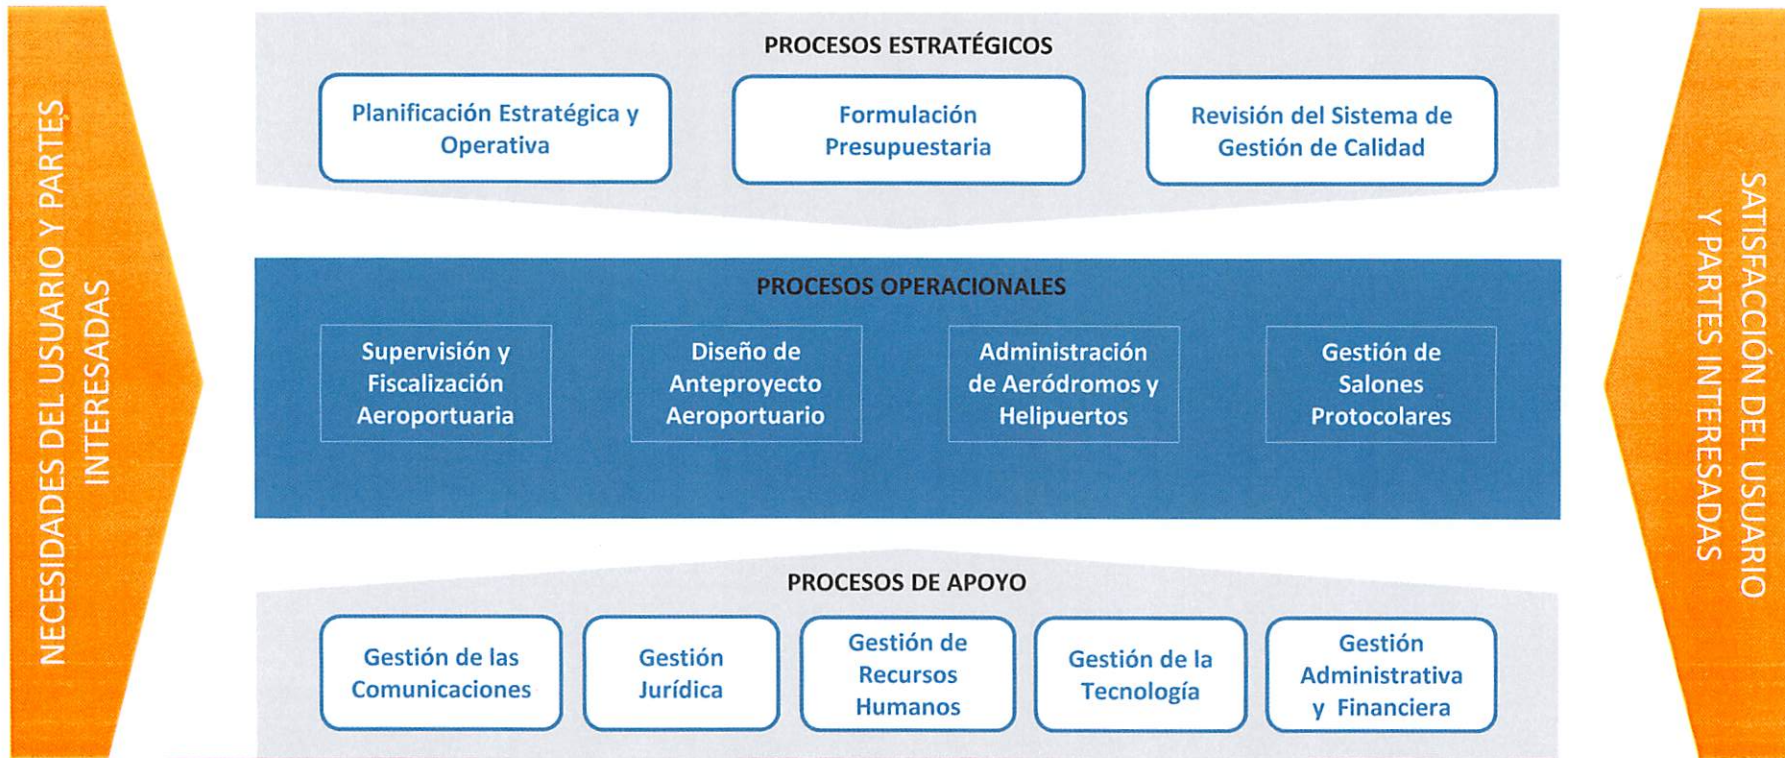 NECESIDADES DEL USUARIO Y PARTES
INTERESADAS
PROCESOS ESTRATÉGICOS
Planificación Estratégica y
Operativa
Formulación
Presupuestaria
Revisión del Sistema de
Gestión de Calidad
PROCESOS OPERACIONALES
Supervisión y
Fiscalización
Aeroportuaria
Diseño de
Anteproyecto
Aeroportuario
Administración
de Aeródromos y
Helipuertos
Gestión de
Salones
Protocolares
PROCESOS DE APOYO
Gestión de las
Comunicaciones
Gestión
Jurídica
Gestión de
Recursos
Humanos
Gestión de la
Tecnología
Gestión
Administrativa
y Financiera
SATISFACCIÓN DEL USUARIO
Y PARTES INTERESADAS